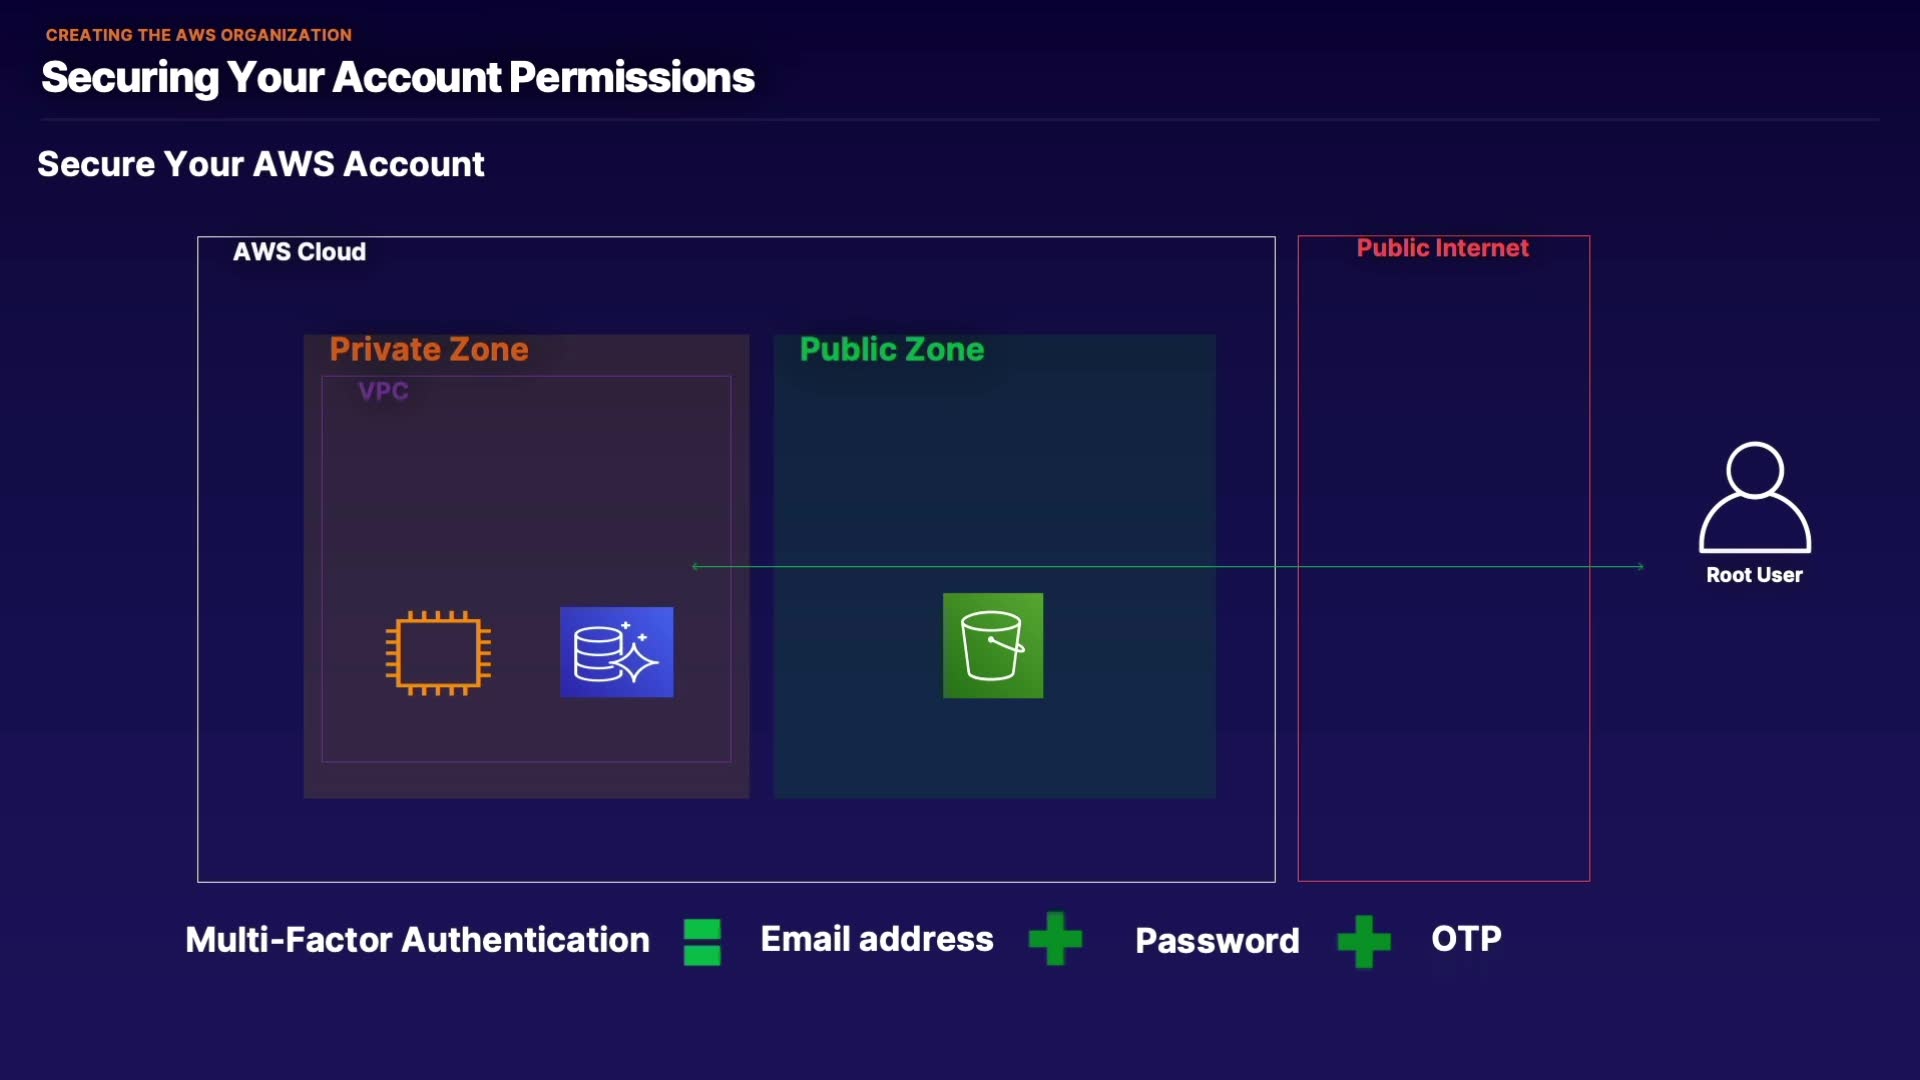 CREATING THE AWS ORGANIZATION
Securing Your Account Permissions
Secure Your AWS Account
AWS Cloud
Public Internet
Private Zone
Public Zone
VPC
Root User
Multi-Factor Authentication = Email address + Password + OTP